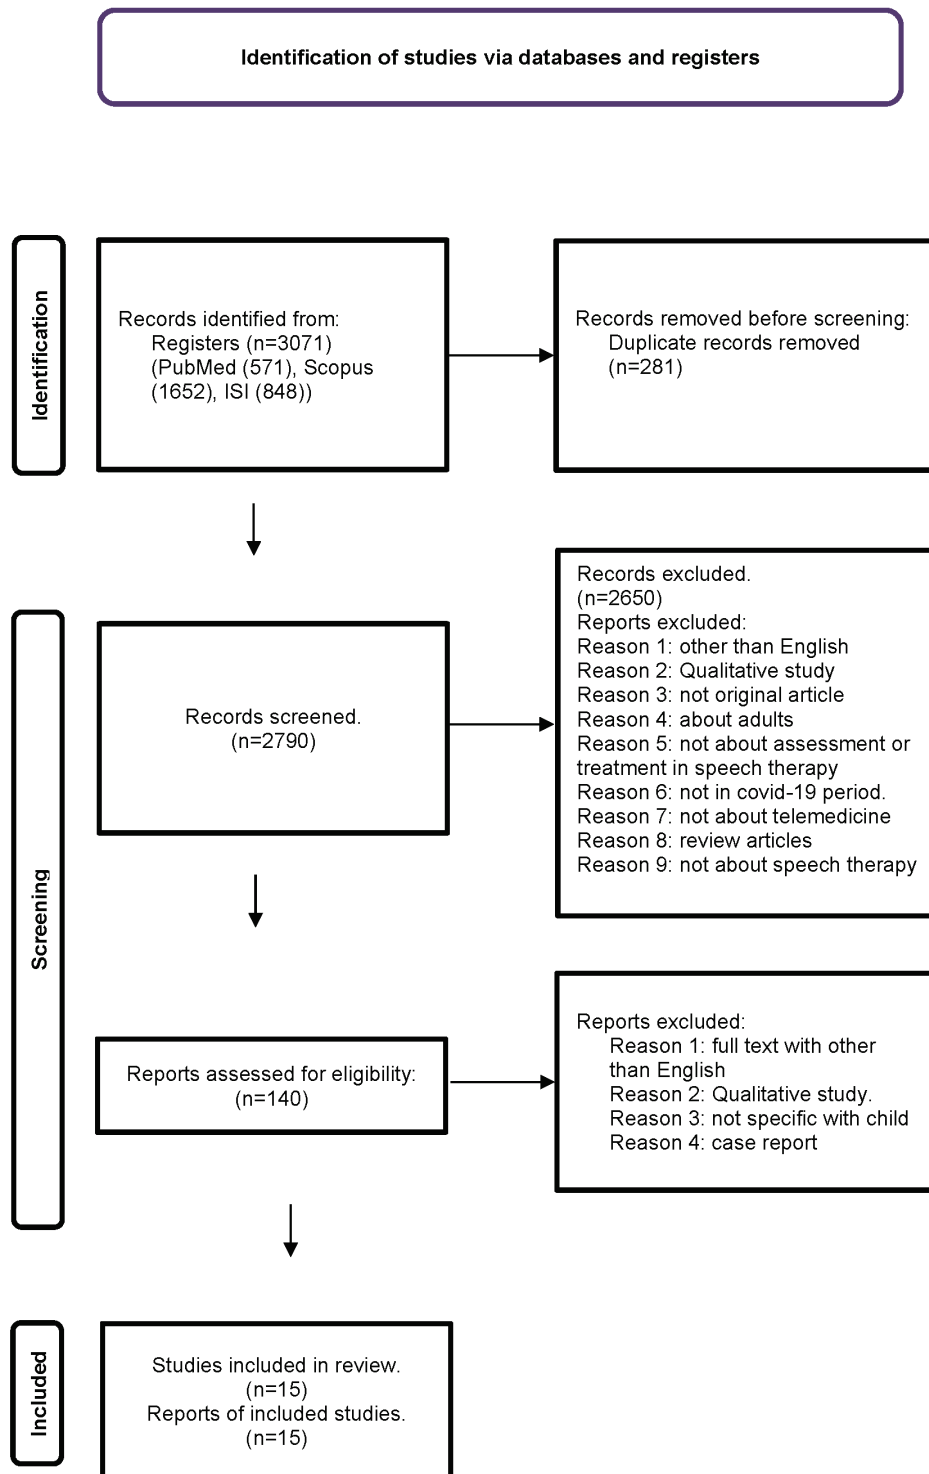 Identification of studies via databases and registers
Identification
Records identified from:
Registers (n=3071)
(PubMed (571), Scopus
(1652), ISI (848))
Records removed before screening:
Duplicate records removed
(n=281)
Screening
Records screened.
(n=2790)
Records excluded.
(n=2650)
Reports excluded:
Reason 1: other than English
Reason 2: Qualitative study
Reason 3: not original article
Reason 4: about adults
Reason 5: not about assessment or
treatment in speech therapy
Reason 6: not in covid-19 period.
Reason 7: not about telemedicine
Reason 8: review articles
Reason 9: not about speech therapy
Reports assessed for eligibility:
(n=140)
Reports excluded:
Reason 1: full text with other
than English
Reason 2: Qualitative study.
Reason 3: not specific with child
Reason 4: case report
Included
Studies included in review.
(n=15)
Reports of included studies.
(n=15)